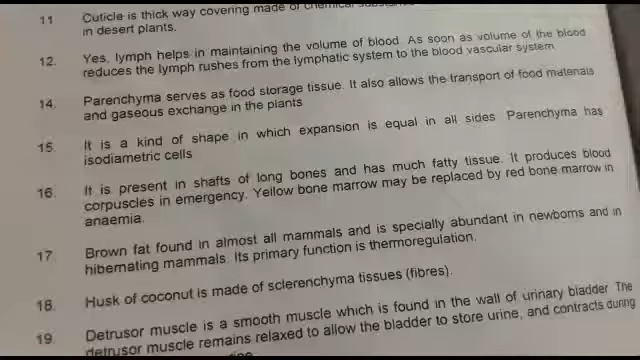 11 Cuticle is thick way covering made of chemical
in desert plants.
12. Yes, lymph helps in maintaining the volume of blood. As soon as volume of the blood
reduces the lymph rushes from the lymphatic system to the blood vascular system
14. Parenchyma serves as food storage tissue. It also allows the transport of food materials
and gaseous exchange in the plants
15. It is a kind of shape in which expansion is equal in all sides Parenchyma has
isodiametric cells
16. It is present in shafts of long bones and has much fatty tissue. It produces blood
corpuscles in emergency. Yellow bone marrow may be replaced by red bone marrow in
anaemia.
17. Brown fat found in almost all mammals and is specially abundant in newborns and in
hibernating mammals. Its primary function is thermoregulation.
18. Husk of coconut is made of sclerenchyma tissues (fibres).
19. Detrusor muscle is a smooth muscle which is found in the wall of urinary bladder The
detrusor muscle remains relaxed to allow the bladder to store urine, and contracts during